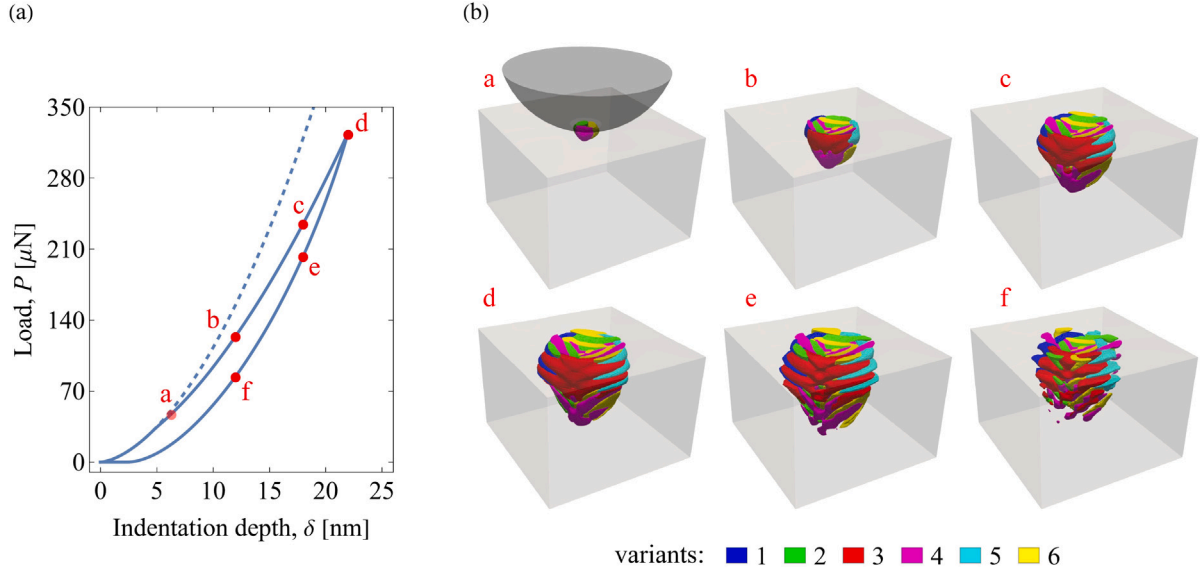 (a)
(b)
350
280
210
140
70
0
0 5 10 15 20 25
Load, P [μN]
Indentation depth, δ [nm]
a
b
c
d
e
f
a
b
c
d
e
f
variants: 1 2 3 4 5 6